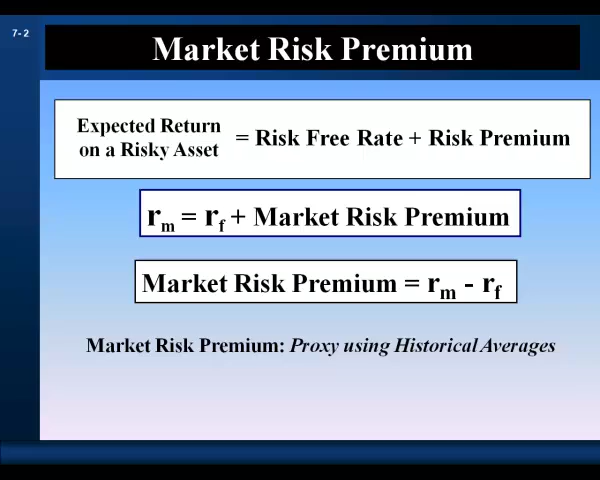 7- 2
Market Risk Premium
Expected Return
on a Risky Asset
= Risk Free Rate + Risk Premium
rm = rf + Market Risk Premium
Market Risk Premium = rm - rf
Market Risk Premium: Proxy using Historical Averages